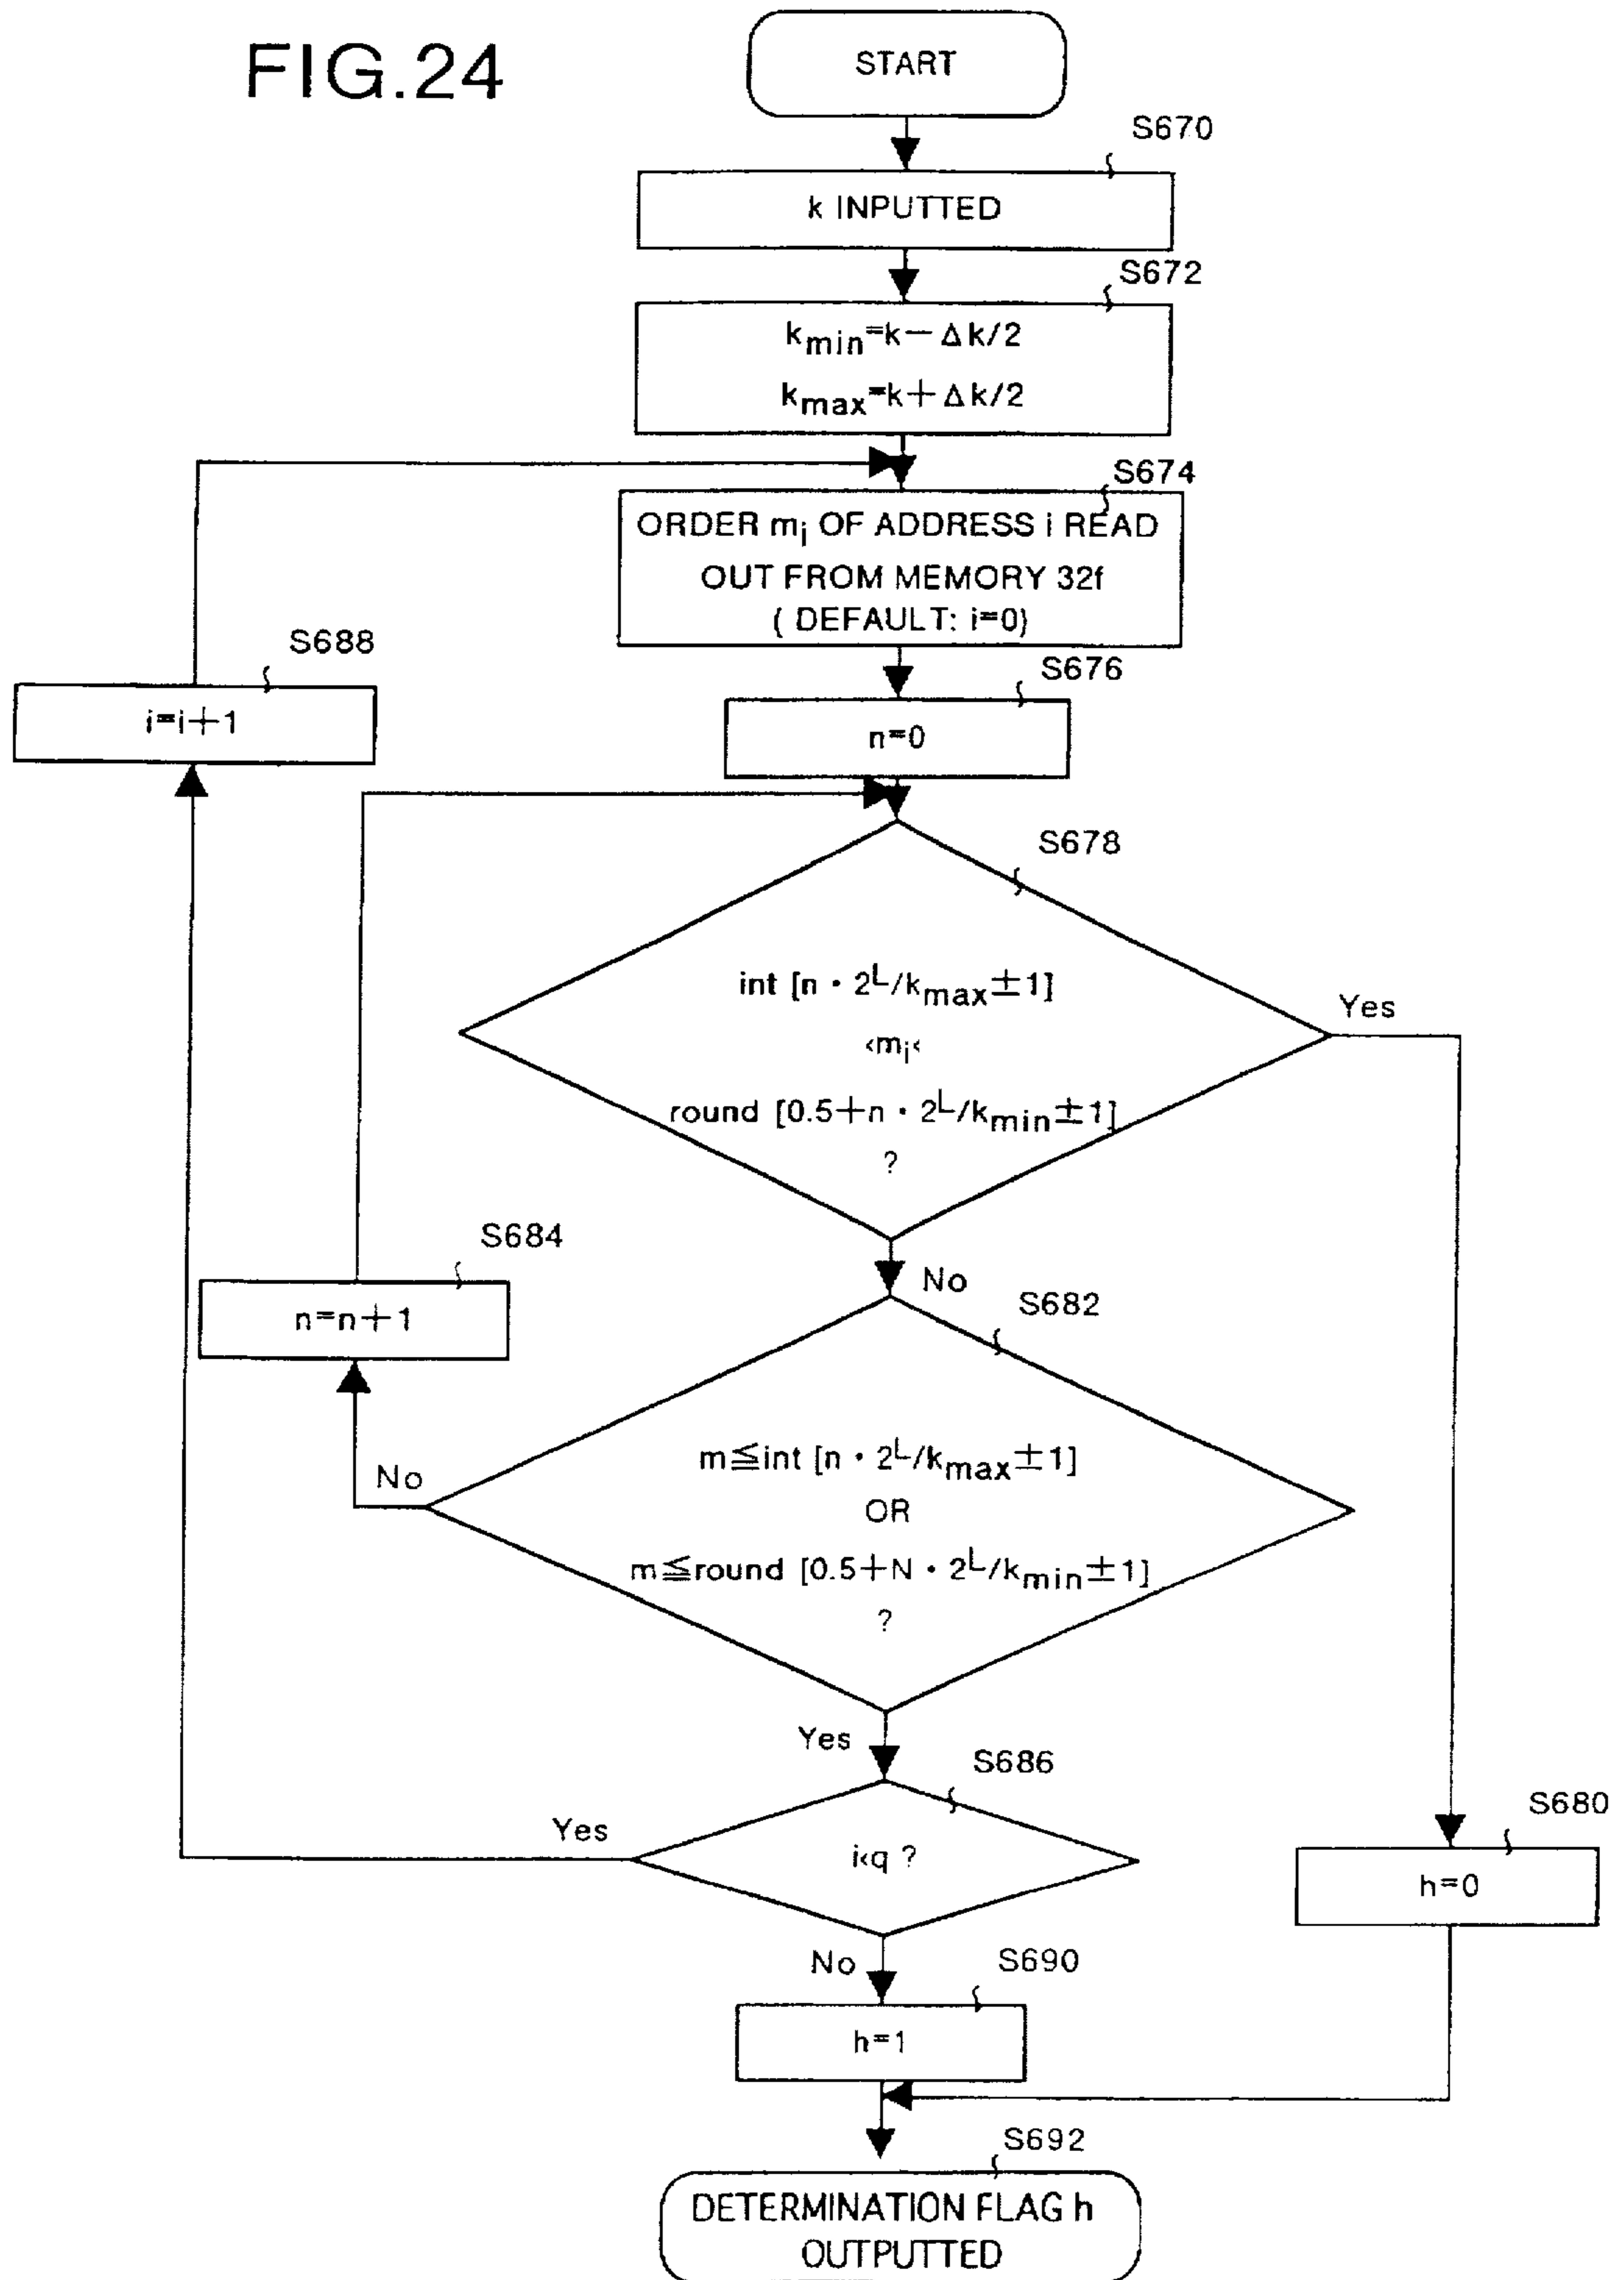 FIG.24
START
S670
k INPUTTED
S672
kmin=k−Δk/2
kmax=k+Δk/2
S674
ORDER mi OF ADDRESS i READ
OUT FROM MEMORY 32f
( DEFAULT: i=0)
S688
i=i+1
S676
n=0
S678
int [n・2L/kmax±1]
<mi<
round [0.5+n・2L/kmin±1]
?
Yes
No
S684
n=n+1
S682
m≦int [n・2L/kmax±1]
OR
m≦round [0.5+N・2L/kmin±1]
?
No
Yes
S686
i<q ?
Yes
No
S680
h=0
S690
h=1
S692
DETERMINATION FLAG h
OUTPUTTED